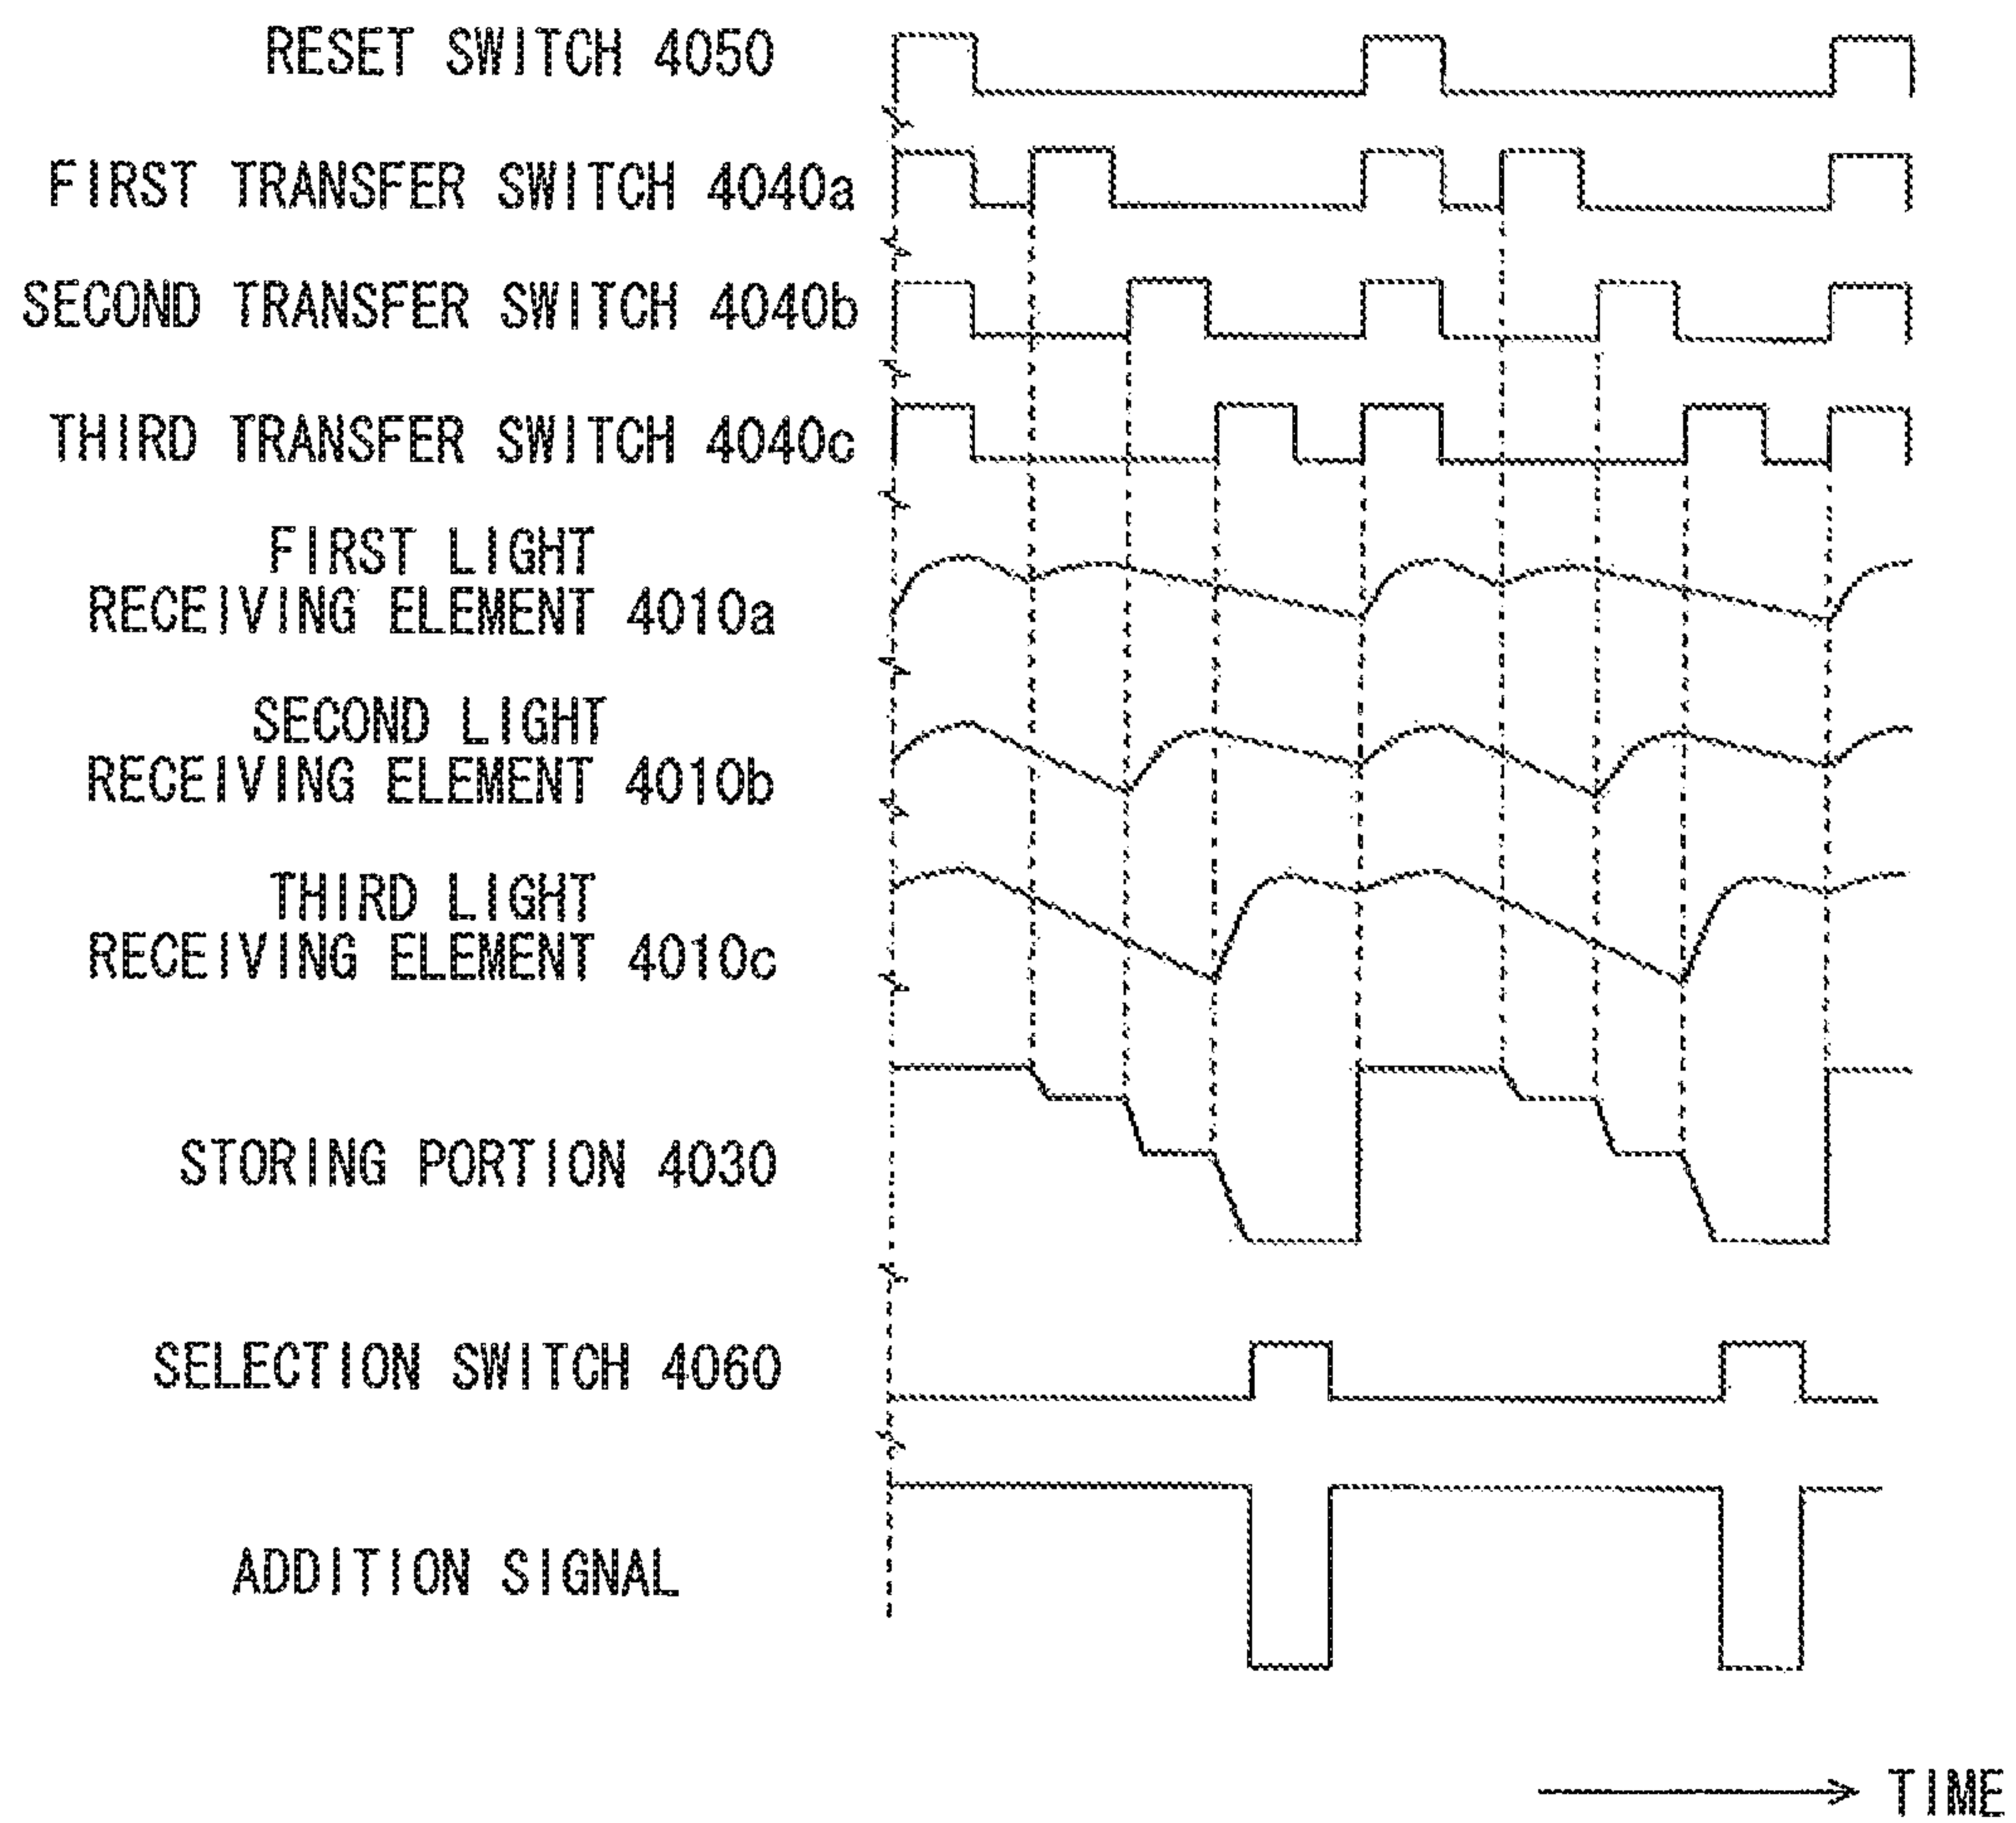 RESET SWITCH 4050
FIRST TRANSFER SWITCH 4040a
SECOND TRANSFER SWITCH 4040b
THIRD TRANSFER SWITCH 4040c
FIRST LIGHT
RECEIVING ELEMENT 4010a
SECOND LIGHT
RECEIVING ELEMENT 4010b
THIRD LIGHT
RECEIVING ELEMENT 4010c
STORING PORTION 4030
SELECTION SWITCH 4060
ADDITION SIGNAL
TIME